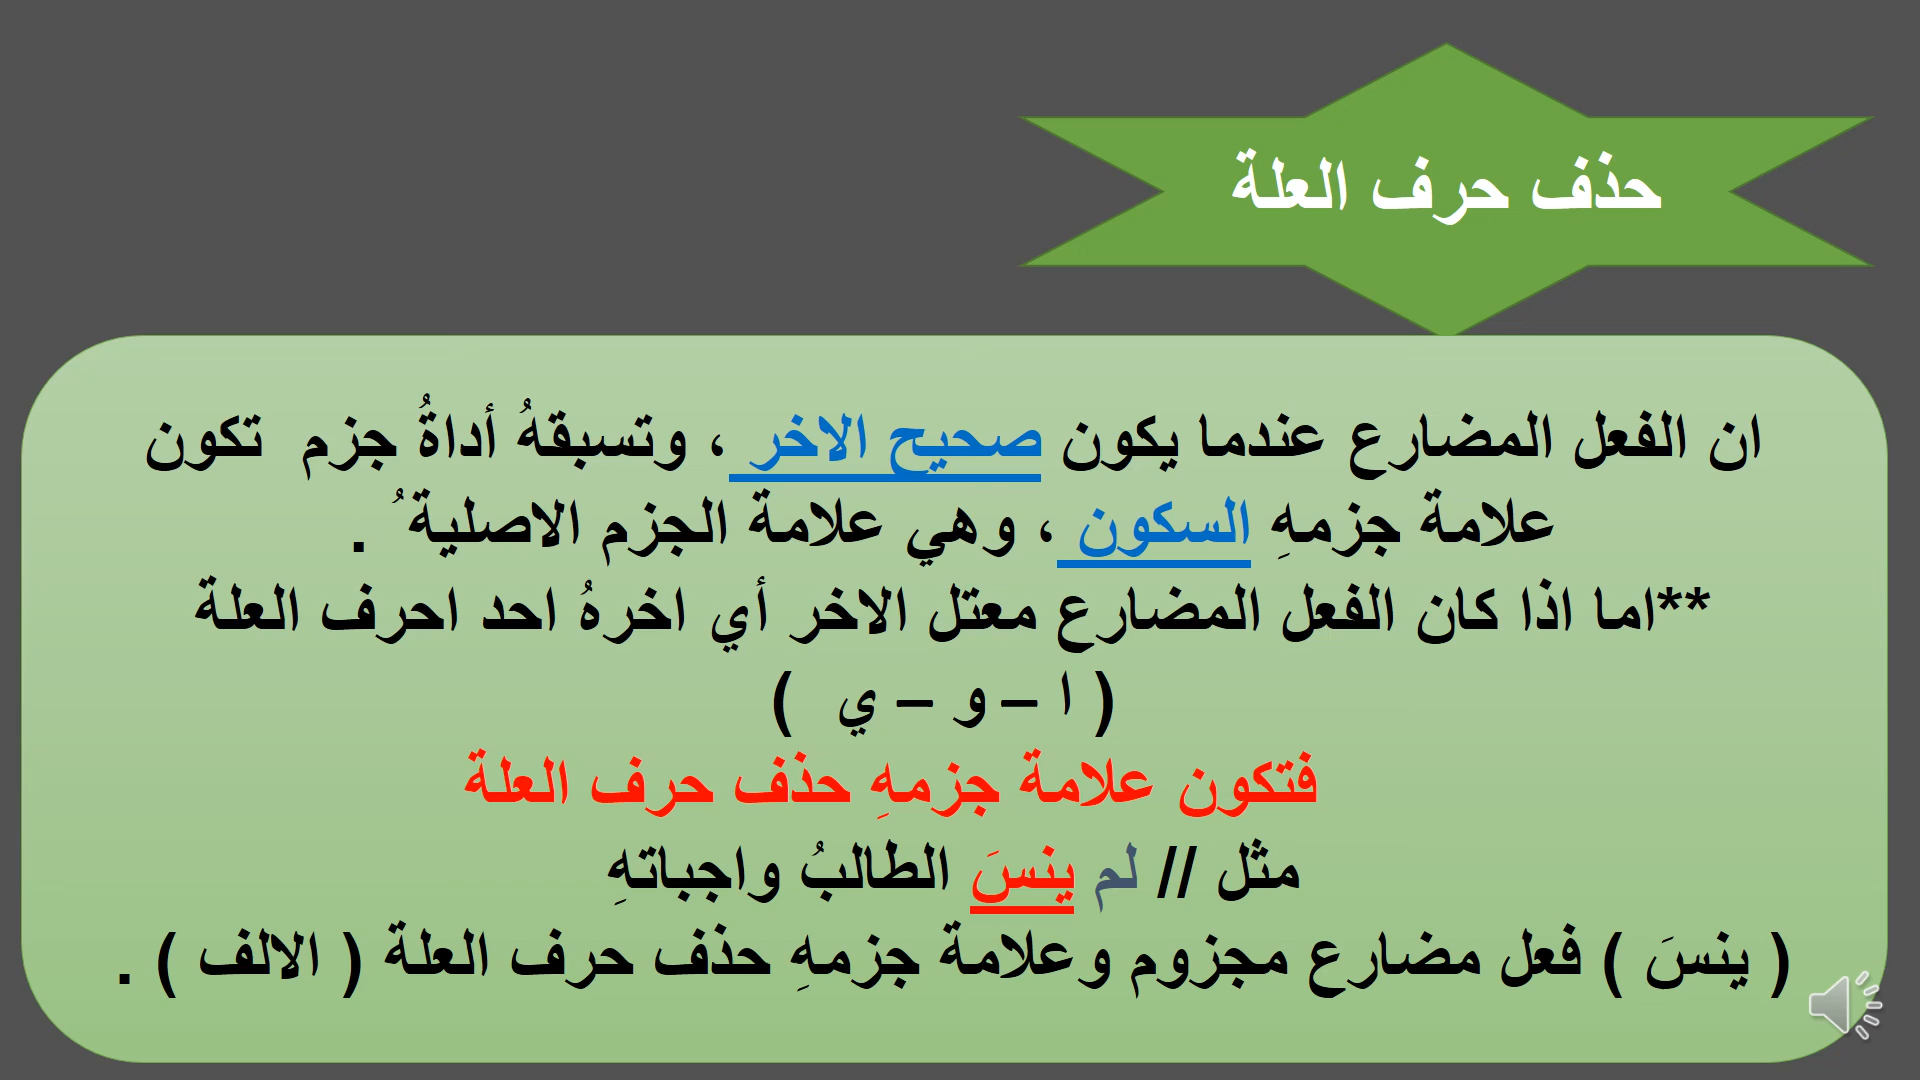 حذف حرف العلة
ان الفعل المضارع عندما يكون صحيح الاخر ، وتسبقهُ أداةُ جزم تكون
علامة جزمهِ السكون ، وهي علامة الجزم الاصلية ُ .
**اما اذا كان الفعل المضارع معتل الاخر أي اخرهُ احد احرف العلة
( ا – و – ي )
فتكون علامة جزمهِ حذف حرف العلة
مثل // لم ينسَ الطالبُ واجباتهِ
( ينسَ ) فعل مضارع مجزوم وعلامة جزمهِ حذف حرف العلة ( الالف ) .